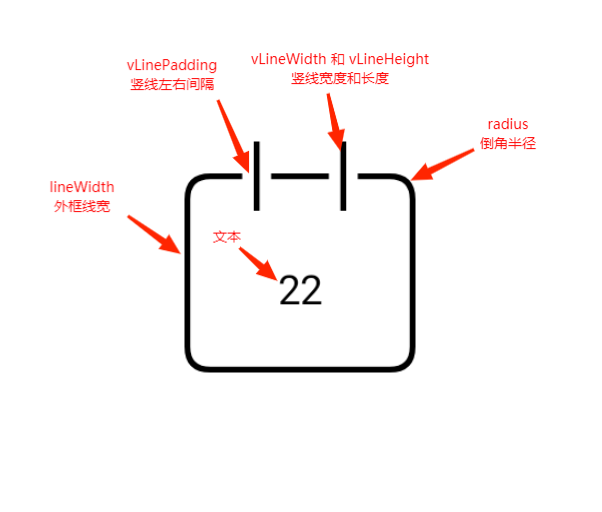 vLinePadding
竖线左右间隔
vLineWidth 和 vLineHeight
竖线宽度和长度
radius
倒角半径
lineWidth
外框线宽
文本
22